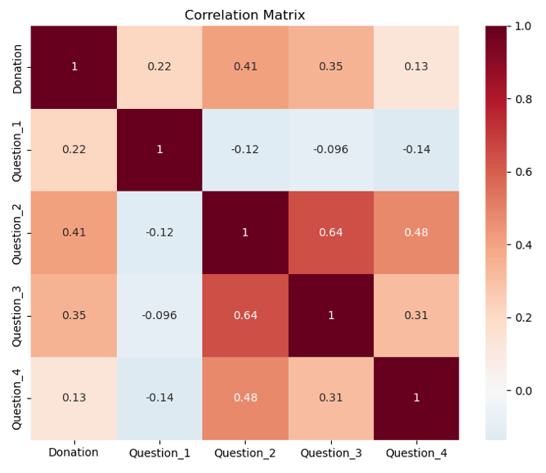 Correlation Matrix
Donation 1 0.22 0.41 0.35 0.13
Question_1 0.22 1 -0.12 -0.096 -0.14
Question_2 0.41 -0.12 1 0.64 0.48
Question_3 0.35 -0.096 0.64 1 0.31
Question_4 0.13 -0.14 0.48 0.31 1
Donation Question_1 Question_2 Question_3 Question_4
1.0
0.8
0.6
0.4
0.2
0.0